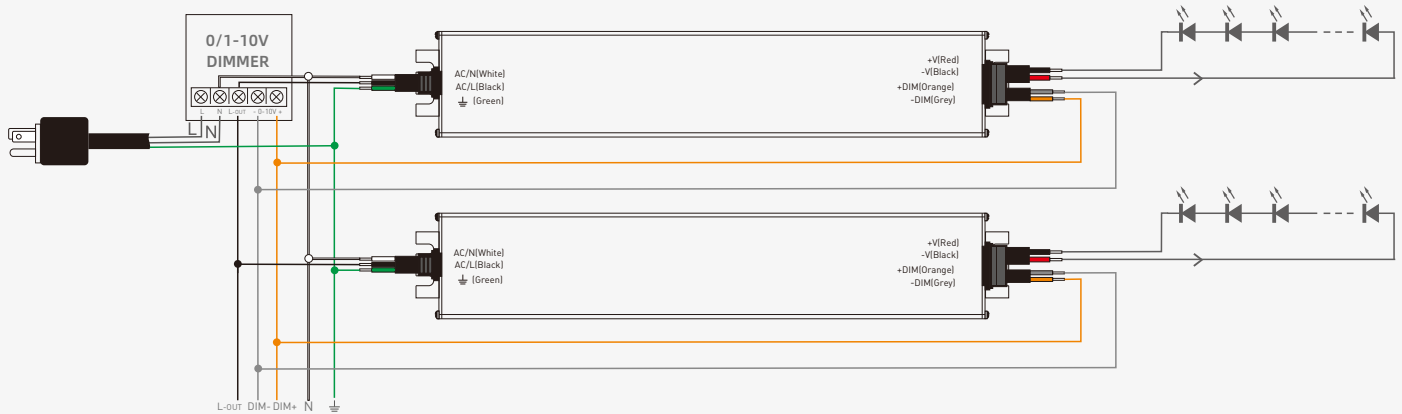 0/1-10V
DIMMER
L N L-OUT - 0-10V +
L N
AC/N(White)
AC/L(Black)
(Green)
+V(Red)
-V(Black)
+DIM(Orange)
-DIM(Grey)
AC/N(White)
AC/L(Black)
(Green)
+V(Red)
-V(Black)
+DIM(Orange)
-DIM(Grey)
L-OUT DIM- DIM+ N